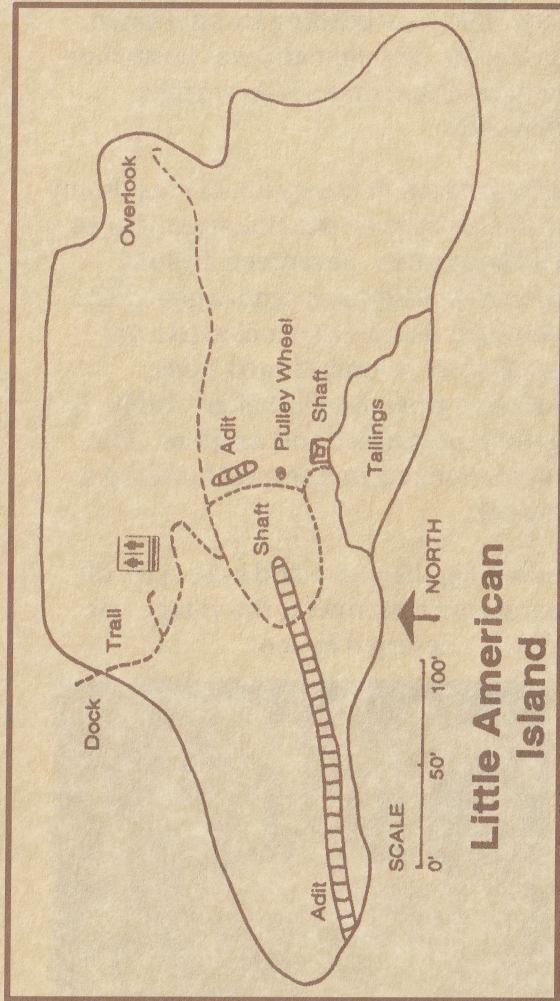 Overlook
Dock
Trail
Adit
Pulley Wheel
Shaft
Shaft
Tailings
Adit
SCALE
0' 50' 100'
NORTH
Little American
Island